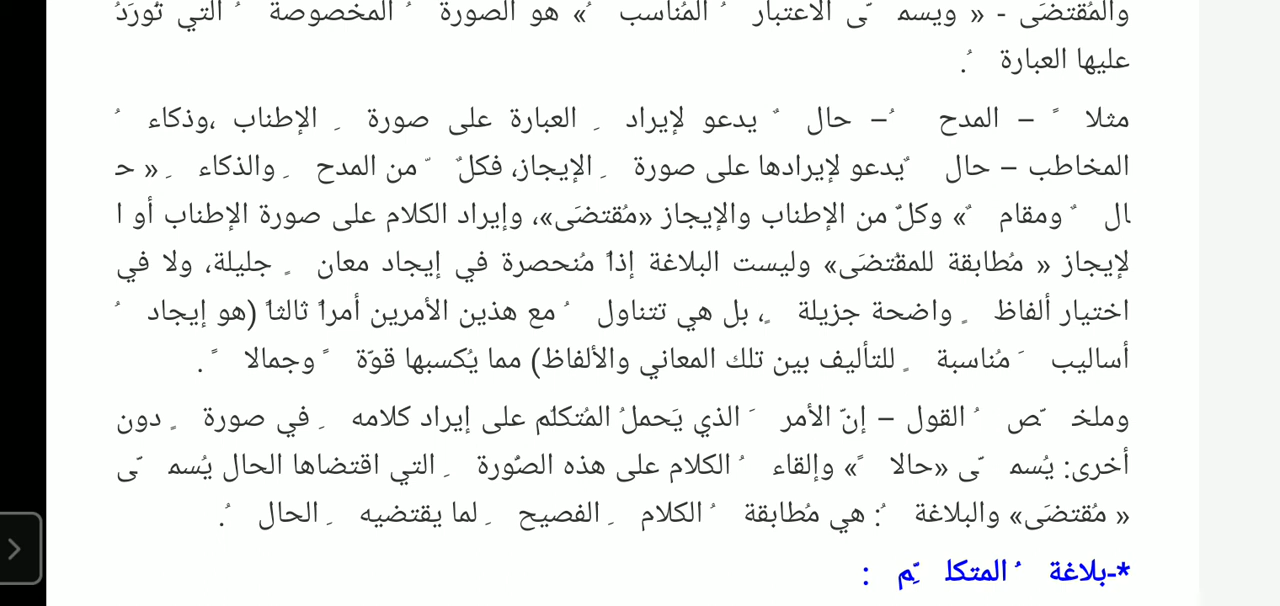 والمُقتضَى - « ويسمّى الاعتبارُ المُناسبُ» هو الصورةُ المخصوصةُ التي تُورَدُ
عليها العبارةُ.
مثلاً – المدحُ– حالٌ يدعو لإيرادِ العبارة على صورةِ الإطناب ،وذكاءُ
المخاطب – حالٌ يدعو لإيرادها على صورةِ الإيجاز، فكلٌّ من المدحِ والذكاءِ « حـ
ـالٌ ومقامٌ» وكلٌّ من الإطناب والإيجاز «مُقتضَى»، وإيراد الكلام على صورة الإطناب أو ا
لإيجاز « مُطابقة للمقتَضَى» وليست البلاغة إذاً مُنحصرة في إيجاد معانٍ جليلة، ولا في
اختيار ألفاظٍ واضحة جزيلةٍ، بل هي تتناولُ مع هذين الأمرين أمراً ثالثاً (هو إيجادُ
أساليبَ مُناسبةٍ للتأليف بين تلك المعاني والألفاظ) مما يُكسبها قوّةً وجمالاً.
وملخّصُ القول – إنّ الأمرَ الذي يَحملُ المُتكلم على إيراد كلامهِ في صورةٍ دون
أخرى: يُسمّى «حالاً» وإلقاءُ الكلام على هذه الصُورةِ التي اقتضاها الحال يُسمّى
« مُقتضَى» والبلاغةُ: هي مُطابقةُ الكلامِ الفصيحِ لما يقتضيهِ الحالُ.
*-بلاغةُ المتكلِّم :